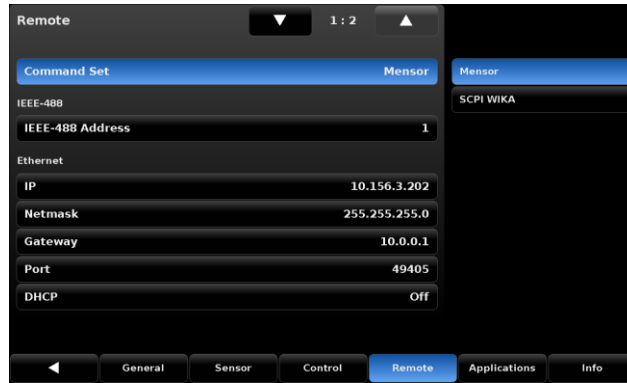 Remote
1 : 2
Command Set Mensor
Mensor
SCPI WIKA
IEEE-488
IEEE-488 Address 1
Ethernet
IP 10.156.3.202
Netmask 255.255.255.0
Gateway 10.0.0.1
Port 49405
DHCP Off
General Sensor Control Remote Applications Info